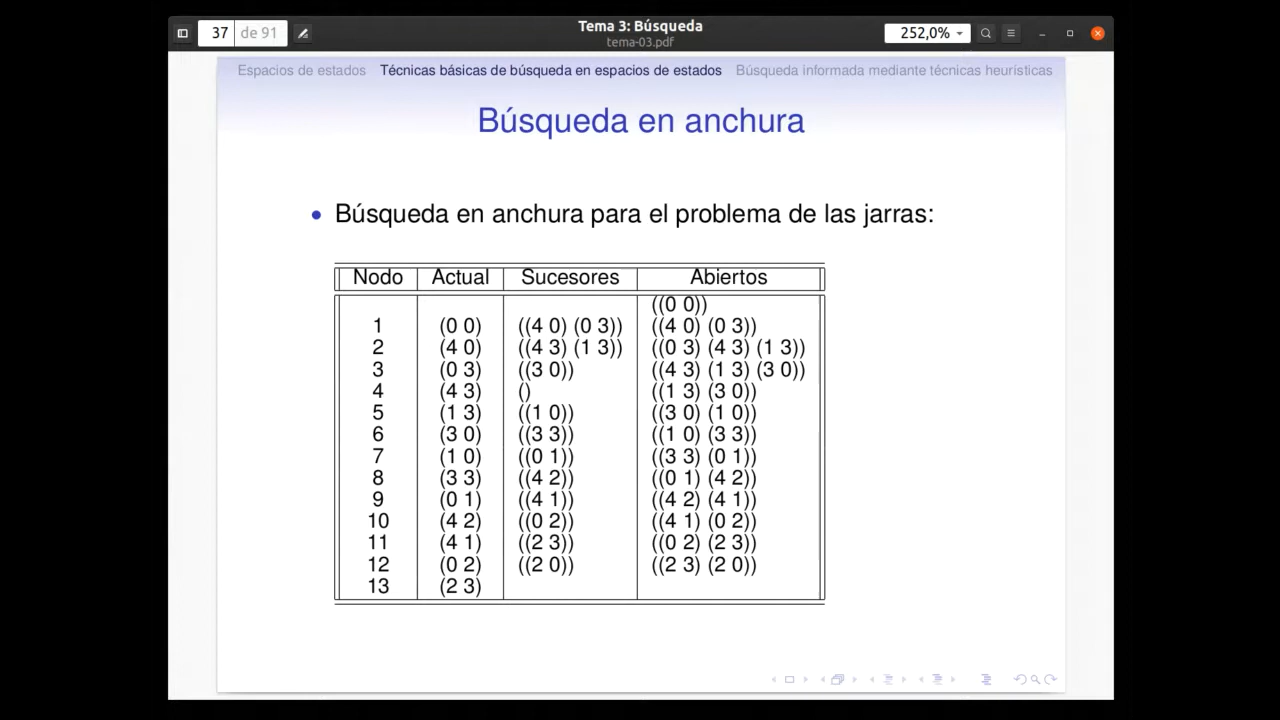 37 de 91
Tema 3: Búsqueda
tema-03.pdf
252,0%
Espacios de estados Técnicas básicas de búsqueda en espacios de estados Búsqueda informada mediante técnicas heurísticas
Búsqueda en anchura
• Búsqueda en anchura para el problema de las jarras:
Nodo Actual Sucesores Abiertos
((0 0))
1 (0 0) ((4 0) (0 3)) ((4 0) (0 3))
2 (4 0) ((4 3) (1 3)) ((0 3) (4 3) (1 3))
3 (0 3) ((3 0)) ((4 3) (1 3) (3 0))
4 (4 3) () ((1 3) (3 0))
5 (1 3) ((1 0)) ((3 0) (1 0))
6 (3 0) ((3 3)) ((1 0) (3 3))
7 (1 0) ((0 1)) ((3 3) (0 1))
8 (3 3) ((4 2)) ((0 1) (4 2))
9 (0 1) ((4 1)) ((4 2) (4 1))
10 (4 2) ((0 2)) ((4 1) (0 2))
11 (4 1) ((2 3)) ((0 2) (2 3))
12 (0 2) ((2 0)) ((2 3) (2 0))
13 (2 3)